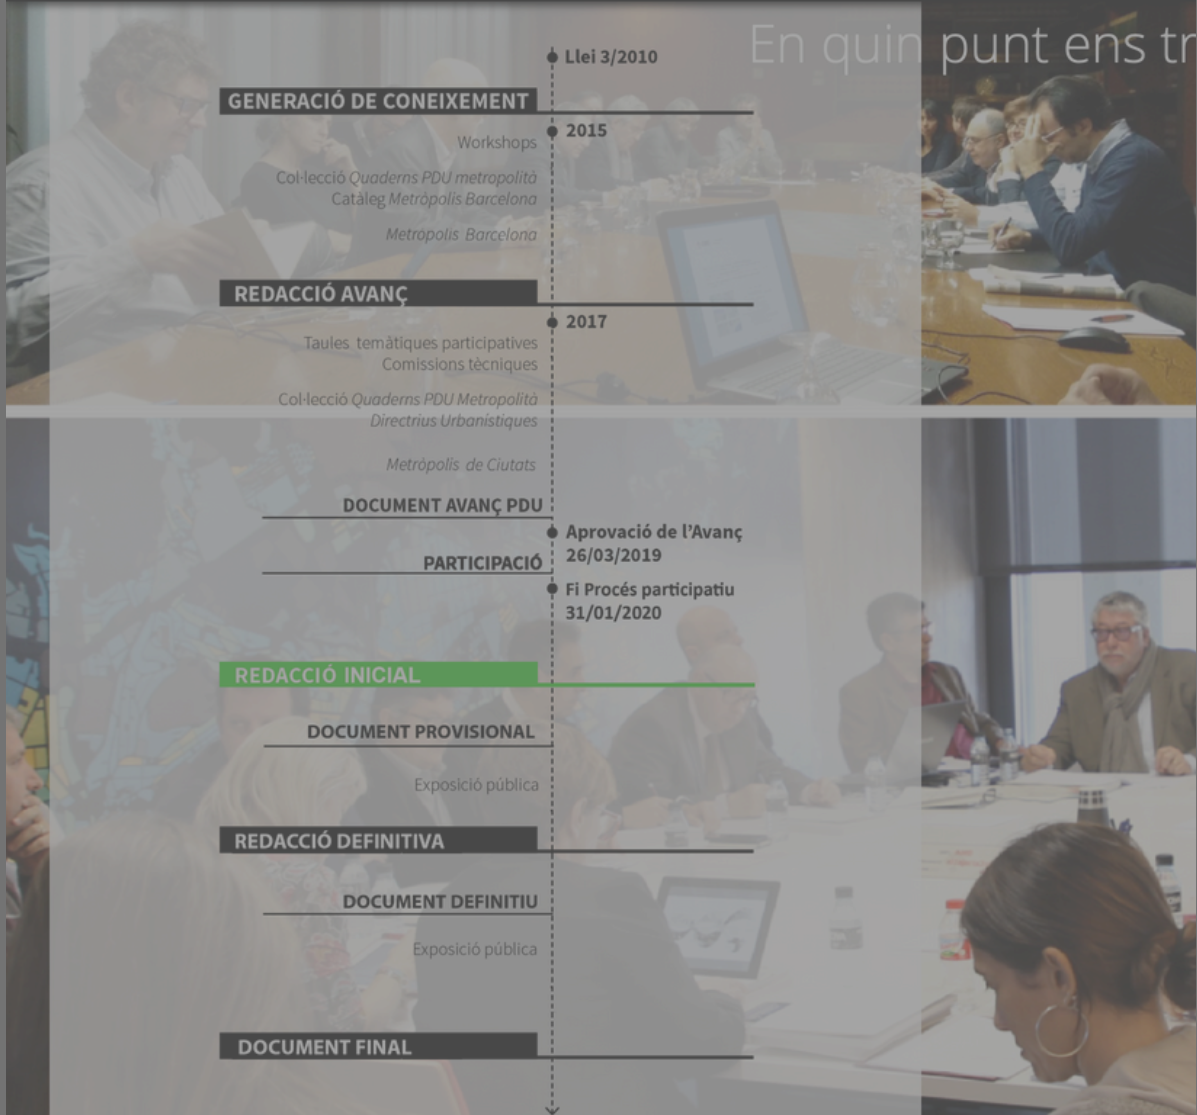 En quin punt ens tr
Llei 3/2010
GENERACIÓ DE CONEIXEMENT
2015
Workshops
Col·lecció Quaderns PDU metropolità
Catàleg Metròpolis Barcelona
Metròpolis Barcelona
REDACCIÓ AVANÇ
2017
Taules temàtiques participatives
Comissions tècniques
Col·lecció Quaderns PDU Metropolità
Directrius Urbanístiques
Metròpolis de Ciutats
DOCUMENT AVANÇ PDU
Aprovació de l'Avanç
26/03/2019
PARTICIPACIÓ
Fi Procés participatiu
31/01/2020
REDACCIÓ INICIAL
DOCUMENT PROVISIONAL
Exposició pública
REDACCIÓ DEFINITIVA
DOCUMENT DEFINITIU
Exposició pública
DOCUMENT FINAL